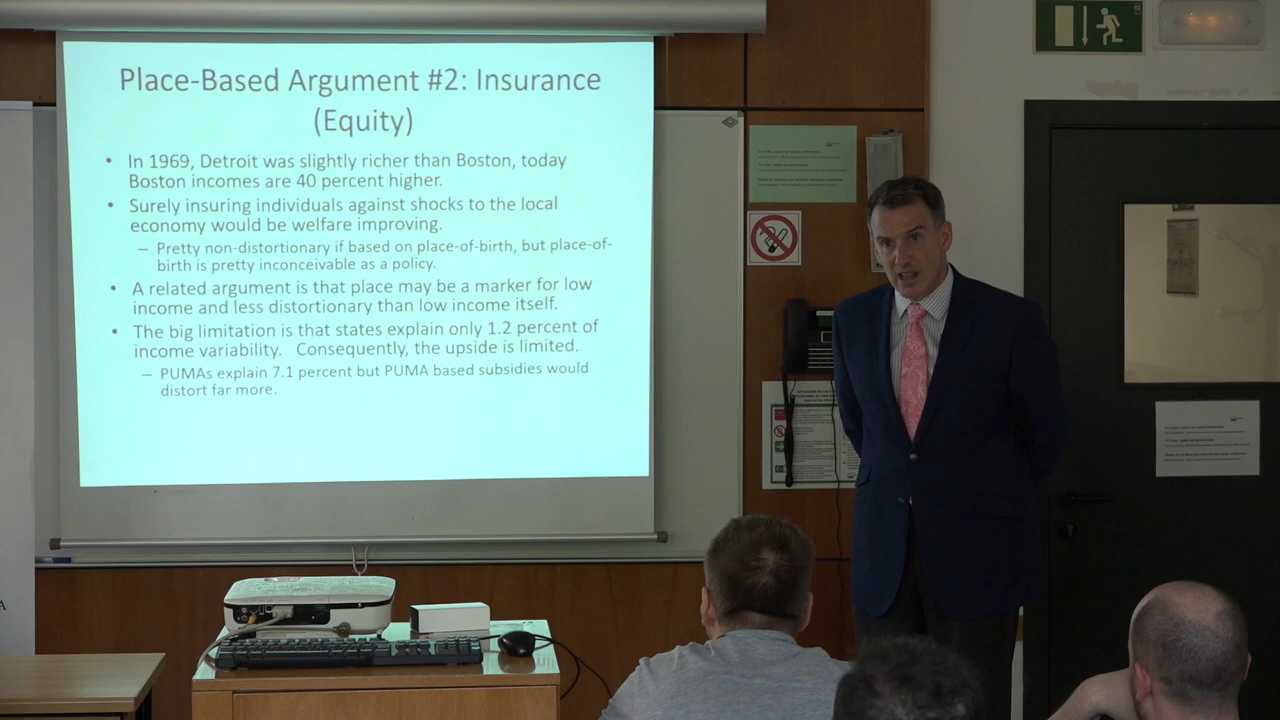 Place-Based Argument #2: Insurance
(Equity)
• In 1969, Detroit was slightly richer than Boston, today
Boston incomes are 40 percent higher.
• Surely insuring individuals against shocks to the local
economy would be welfare improving.
– Pretty non-distortionary if based on place-of-birth, but place-of-
birth is pretty inconceivable as a policy.
• A related argument is that place may be a marker for low
income and less distortionary than low income itself.
• The big limitation is that states explain only 1.2 percent of
income variability. Consequently, the upside is limited.
– PUMAs explain 7.1 percent but PUMA based subsidies would
distort far more.
A